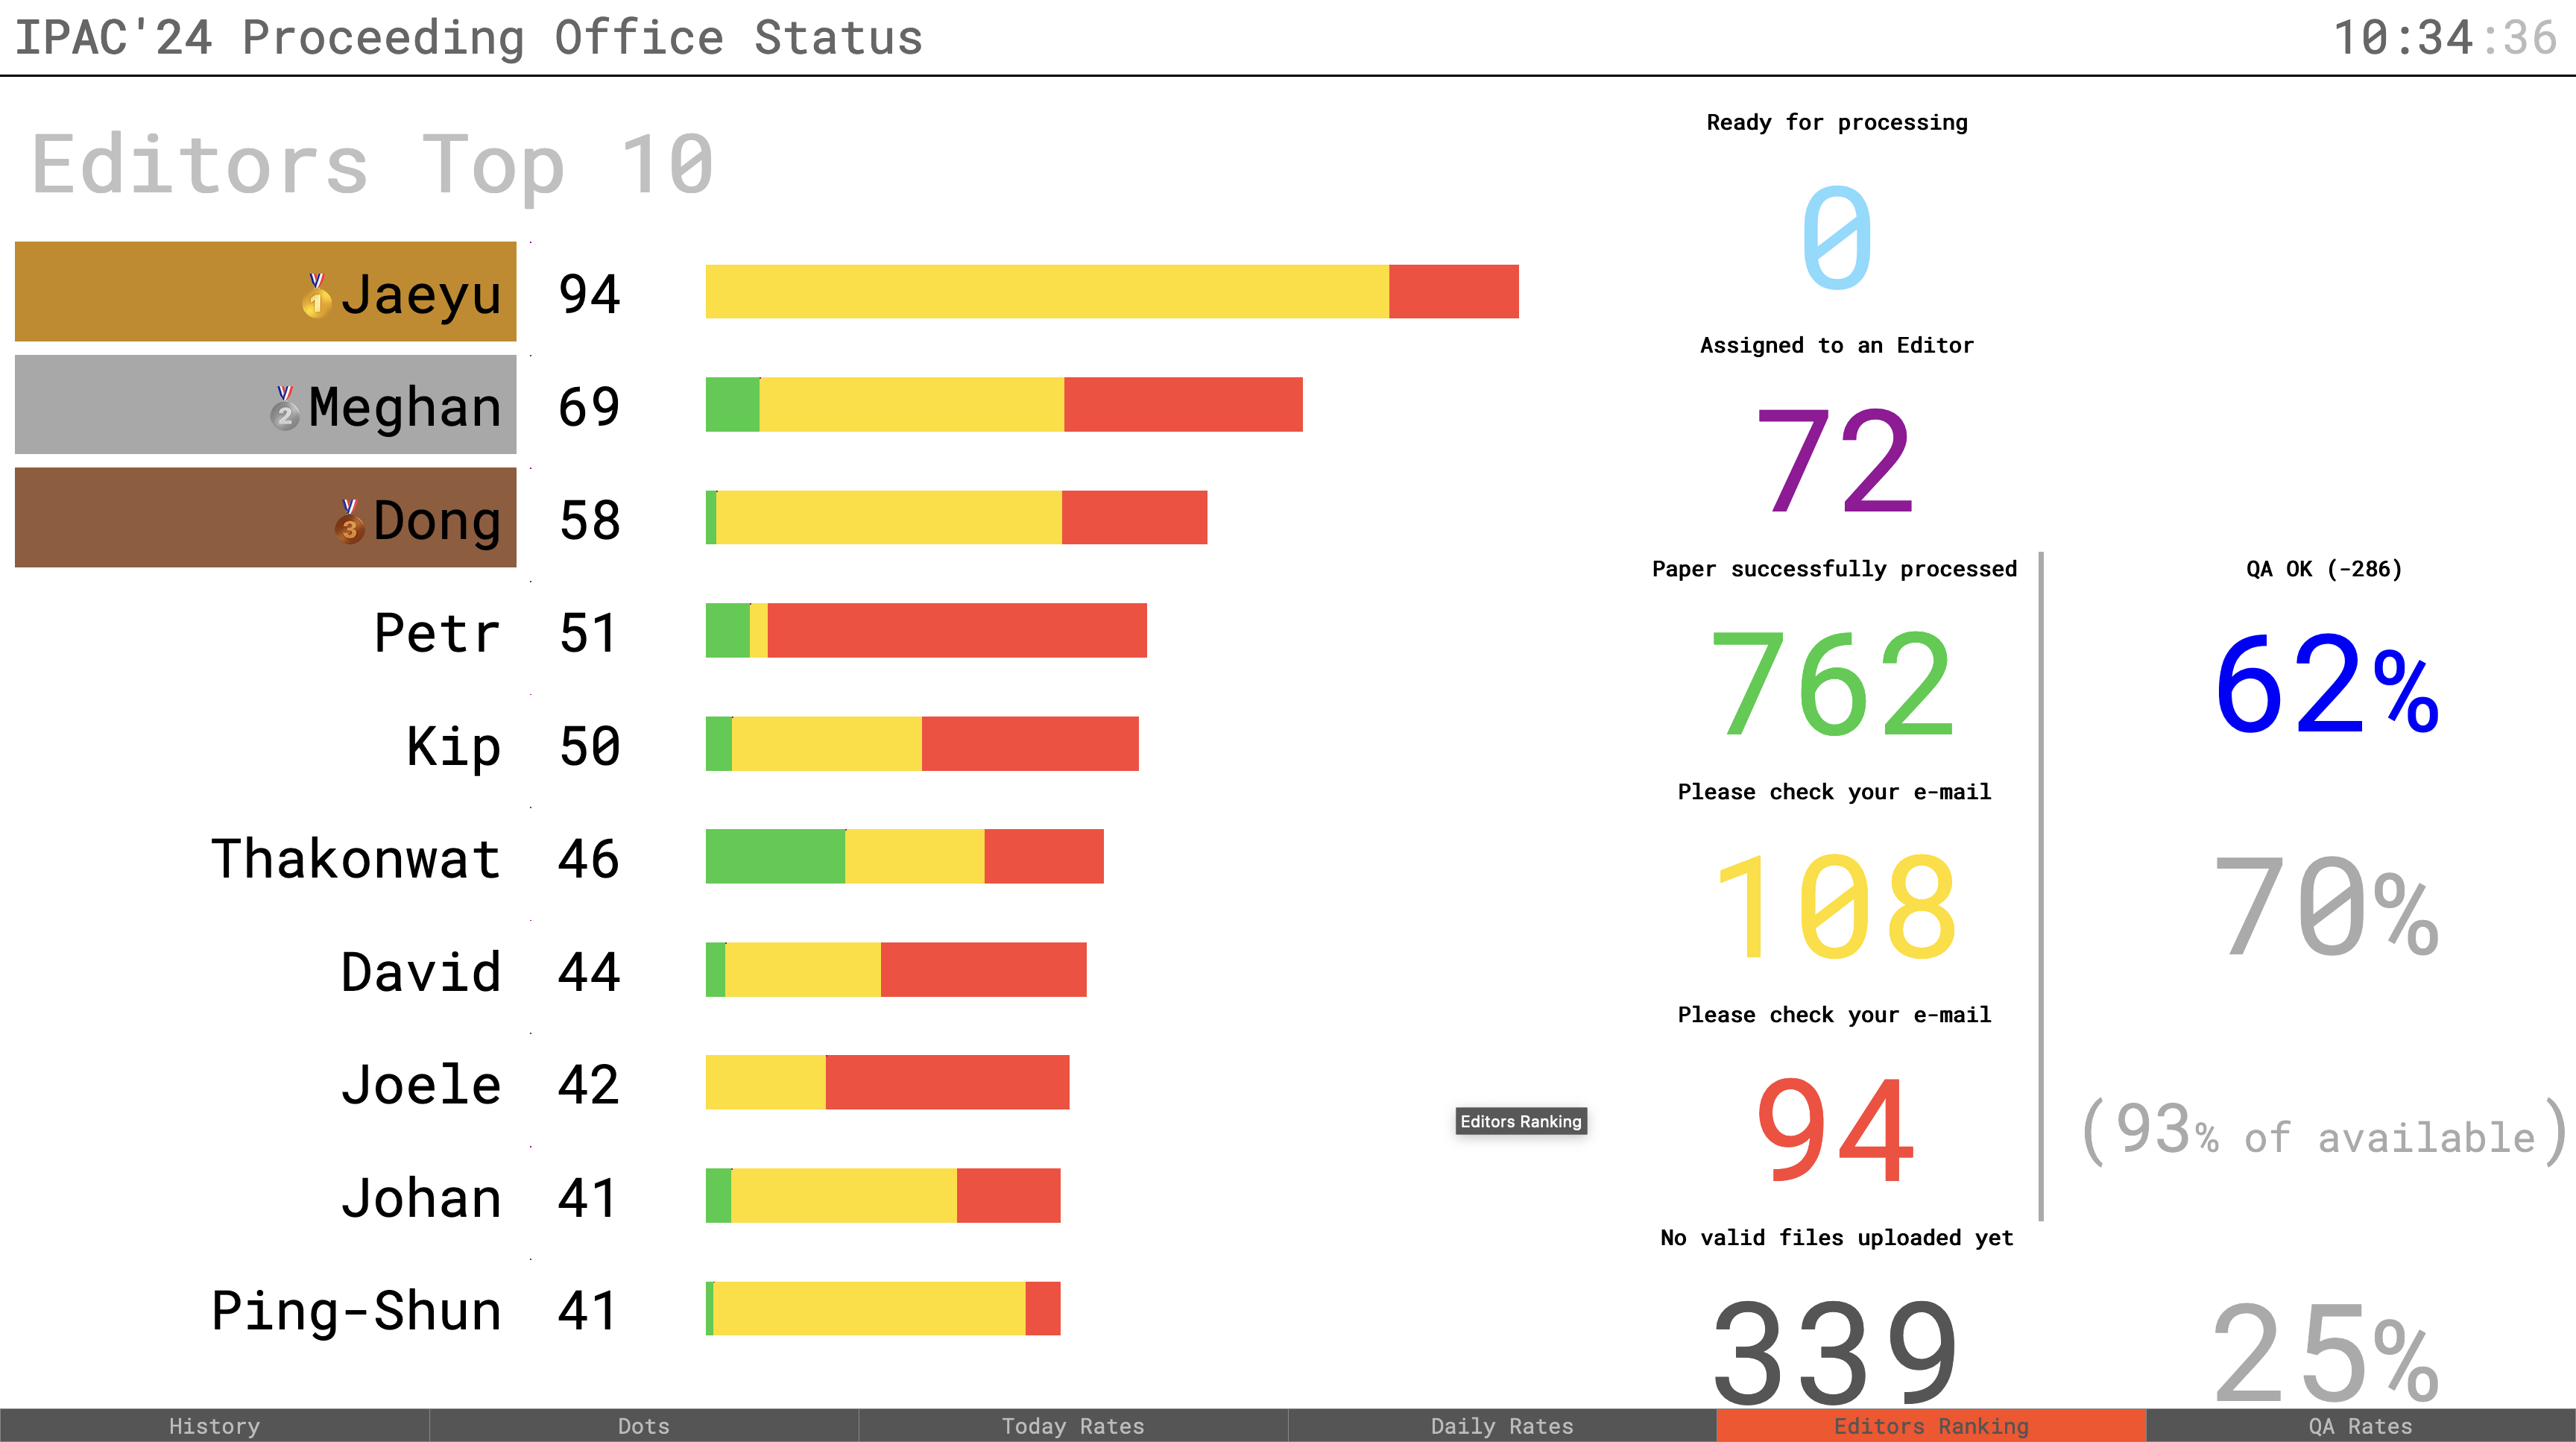 IPAC'24 Proceeding Office Status 10:34:36
Editors Top 10
1 Jaeyu 94
2 Meghan 69
3 Dong 58
Petr 51
Kip 50
Thakonwat 46
David 44
Joele 42
Johan 41
Ping-Shun 41
Editors Ranking
Ready for processing
0
Assigned to an Editor
72
Paper successfully processed
762
QA OK (-286)
62%
Please check your e-mail
108
70%
Please check your e-mail
94
(93% of available)
No valid files uploaded yet
339
25%
History Dots Today Rates Daily Rates Editors Ranking QA Rates